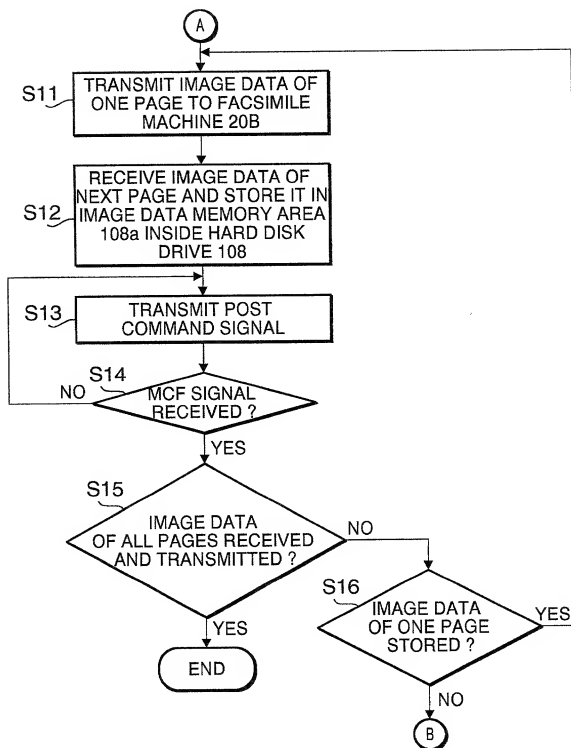 A
S11
TRANSMIT IMAGE DATA OF
ONE PAGE TO FACSIMILE
MACHINE 20B
S12
RECEIVE IMAGE DATA OF
NEXT PAGE AND STORE IT IN
IMAGE DATA MEMORY AREA
108a INSIDE HARD DISK
DRIVE 108
S13
TRANSMIT POST
COMMAND SIGNAL
S14
NO
MCF SIGNAL
RECEIVED ?
YES
S15
IMAGE DATA
OF ALL PAGES RECEIVED
AND TRANSMITTED ?
NO
YES
END
S16
IMAGE DATA
OF ONE PAGE
STORED ?
YES
NO
B